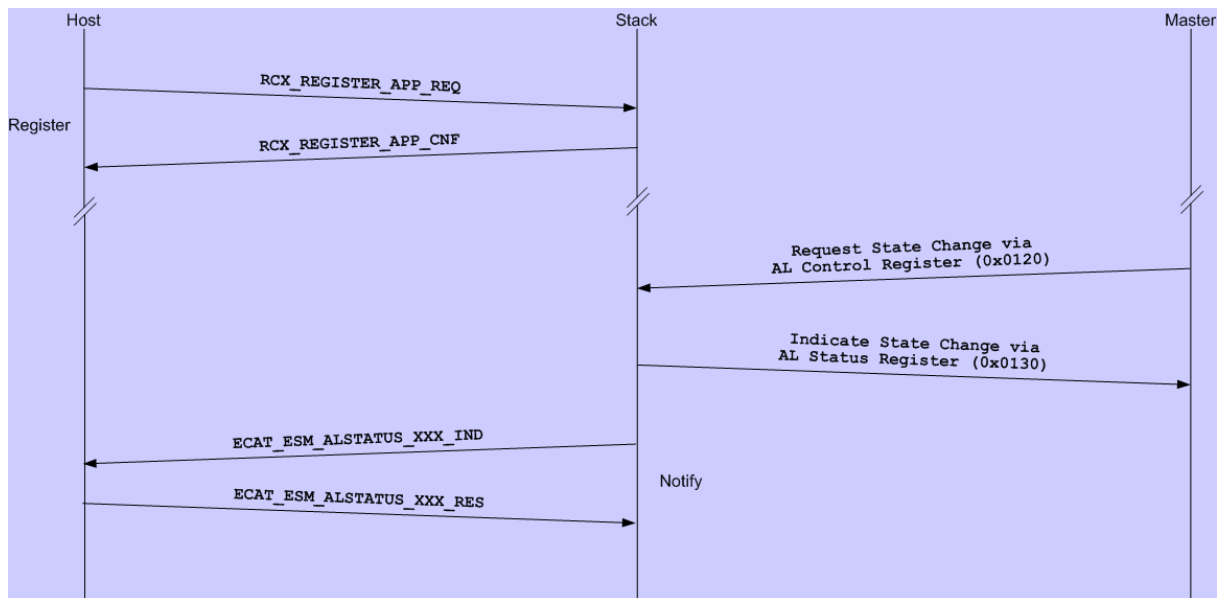 Host
Stack
Master
RCX_REGISTER_APP_REQ
Register
RCX_REGISTER_APP_CNF
Request State Change via
AL Control Register (0x0120)
Indicate State Change via
AL Status Register (0x0130)
ECAT_ESM_ALSTATUS_XXX_IND
Notify
ECAT_ESM_ALSTATUS_XXX_RES